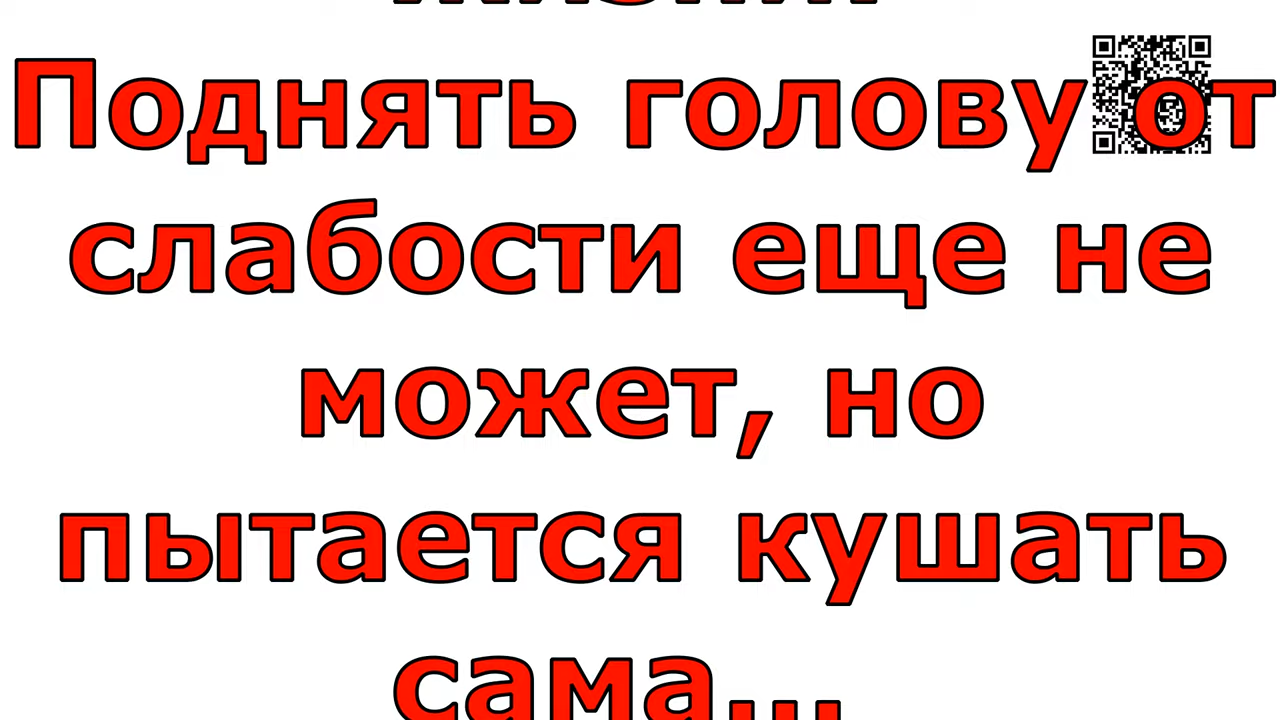 Поднять голову от
слабости еще не
может, но
пытается кушать
сама...